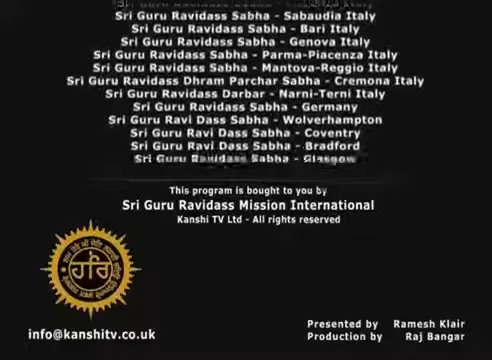 Sri Guru Ravidass Sabha - Sabaudia Italy
Sri Guru Ravidass Sabha - Bari Italy
Sri Guru Ravidass Sabha - Genova Italy
Sri Guru Ravidass Sabha - Parma-Piacenza Italy
Sri Guru Ravidass Sabha - Mantova-Reggio Italy
Sri Guru Ravidass Dhram Parchar Sabha - Cremona Italy
Sri Guru Ravidass Darbar - Narni-Terni Italy
Sri Guru Ravidass Sabha - Germany
Sri Guru Ravi Dass Sabha - Wolverhampton
Sri Guru Ravi Dass Sabha - Coventry
Sri Guru Ravi Dass Sabha - Bradford
Sri Guru Ravidass Sabha - Glasgow
This program is bought to you by
Sri Guru Ravidass Mission International
Kanshi TV Ltd - All rights reserved
ਹਰਿ
info@kanshitv.co.uk
Presented by Ramesh Klair
Production by Raj Bangar